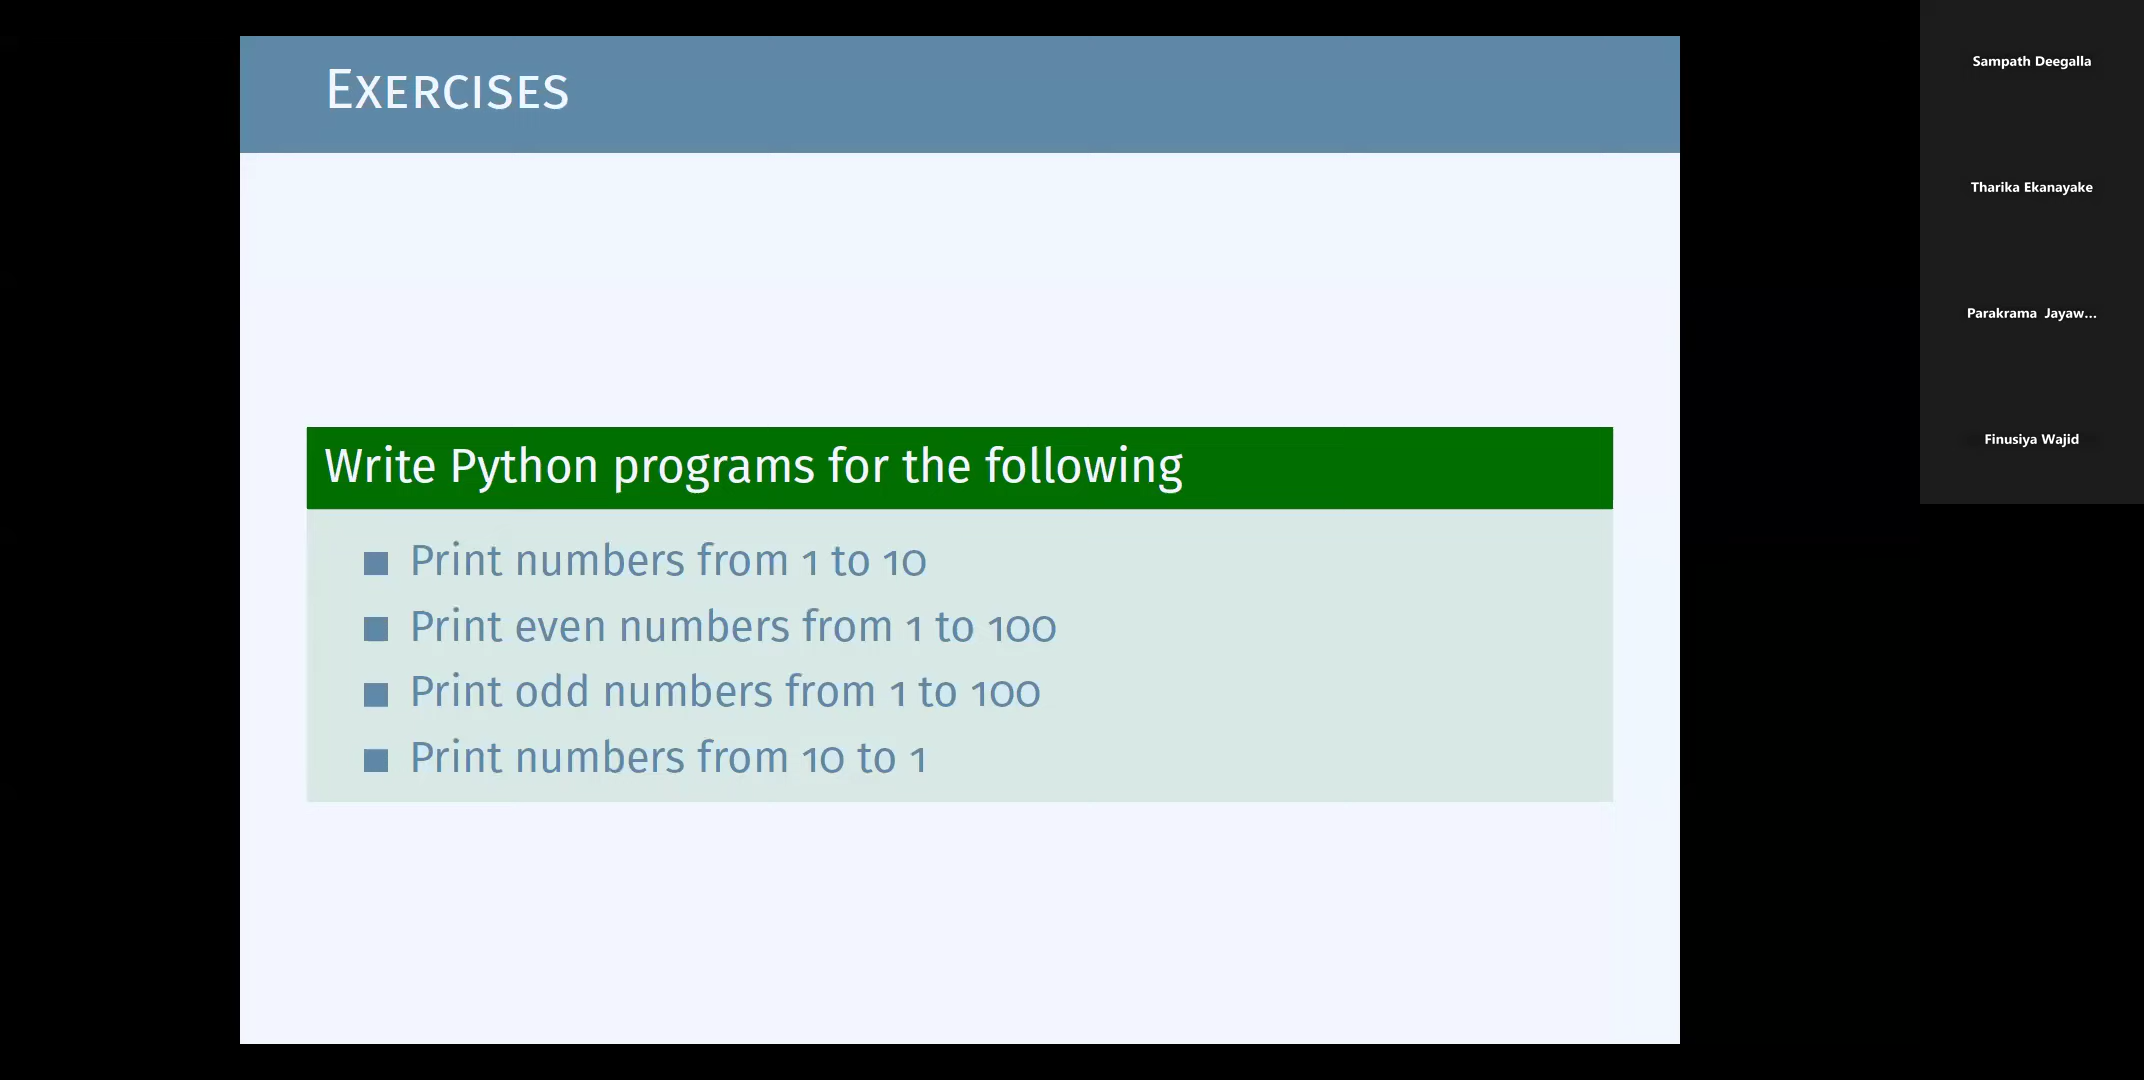 Exercises
Write Python programs for the following
Print numbers from 1 to 10
Print even numbers from 1 to 100
Print odd numbers from 1 to 100
Print numbers from 10 to 1
Sampath Deegalla
Tharika Ekanayake
Parakrama Jayaw...
Finusiya Wajid